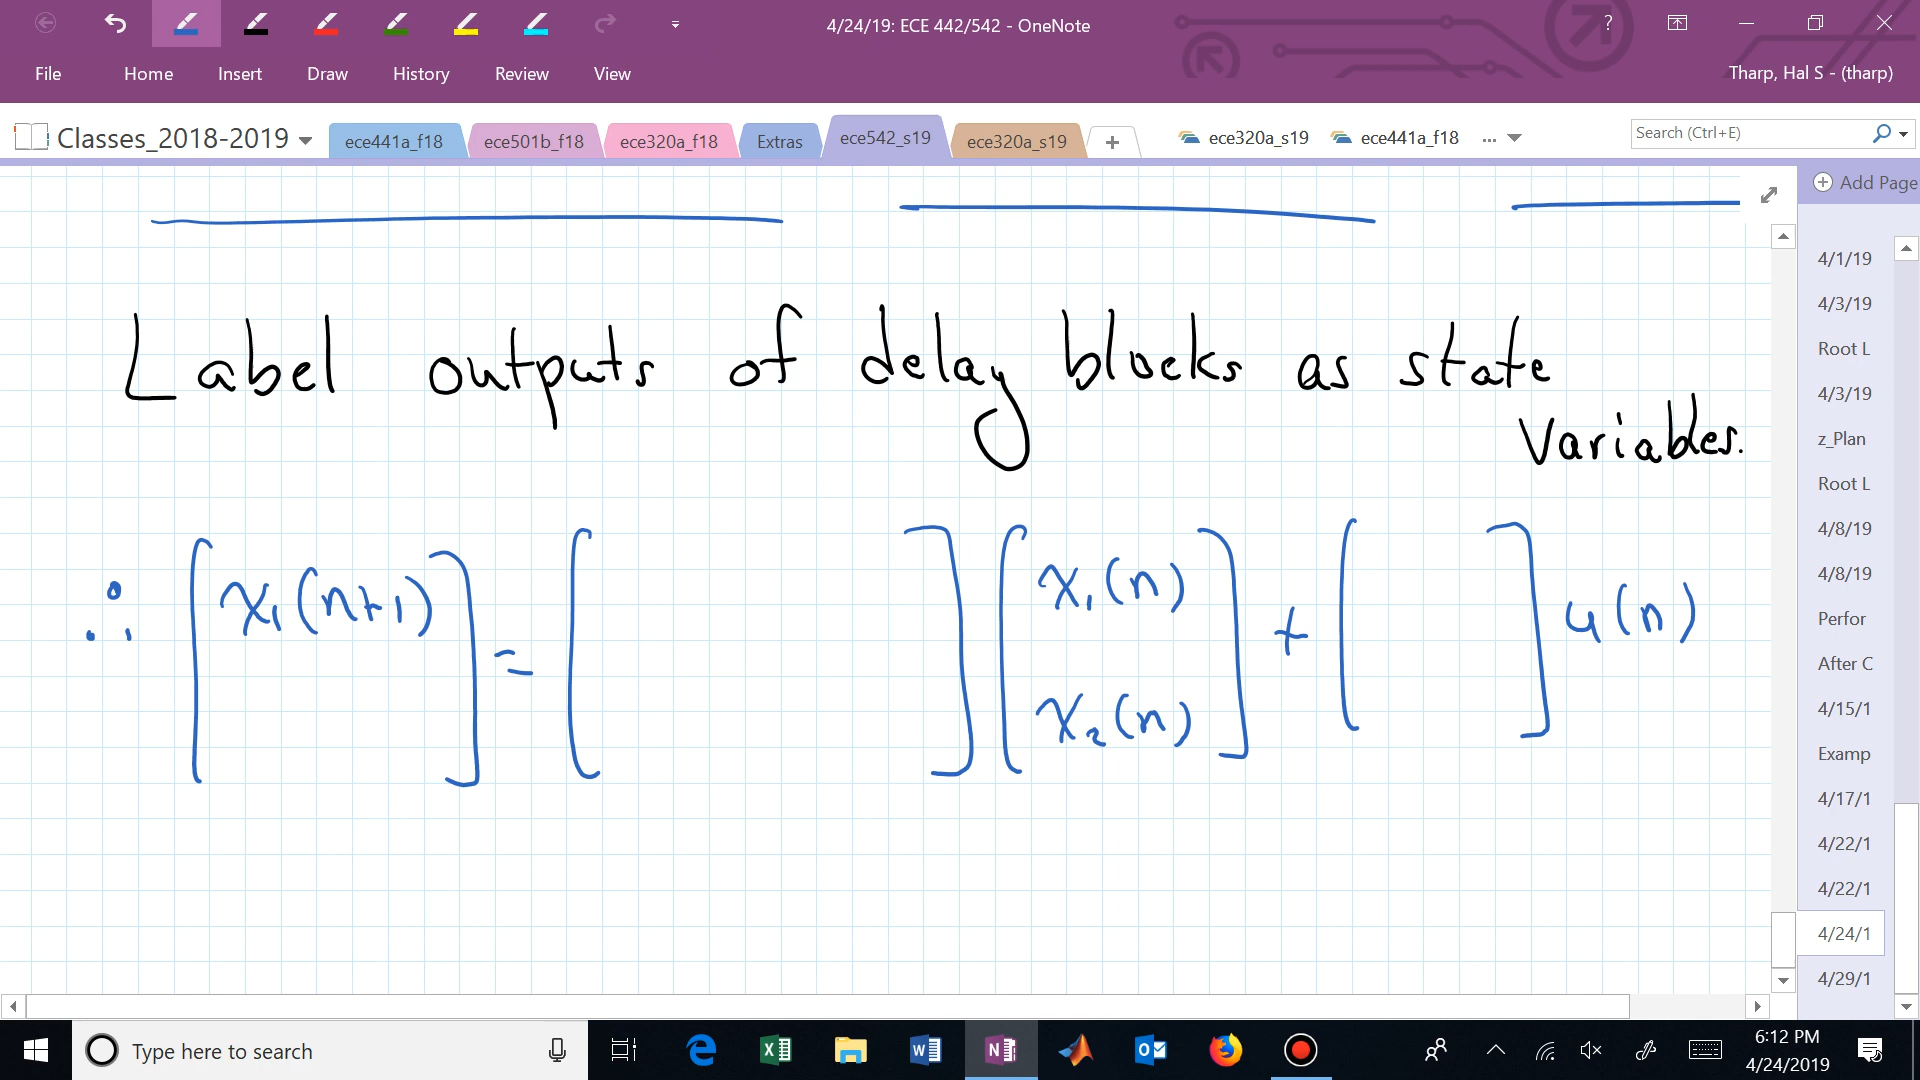 4/24/19: ECE 442/542 - OneNote
?
File Home Insert Draw History Review View
Tharp, Hal S - (tharp)
Classes_2018-2019
ece441a_f18 ece501b_f18 ece320a_f18 Extras ece542_s19 ece320a_s19 + ece320a_s19 ece441a_f18 ...
Search (Ctrl+E)
Add Page
4/1/19
4/3/19
Root L
4/3/19
z_Plan
Root L
4/8/19
4/8/19
Perfor
After C
4/15/1
Examp
4/17/1
4/22/1
4/22/1
4/24/1
4/29/1
Label outputs of delay blocks as state
variables.
∴ [ x₁(n+1) ] = [ ] [ x₁(n)
x₂(n) ] + [ ] u(n)
Type here to search
6:12 PM
4/24/2019